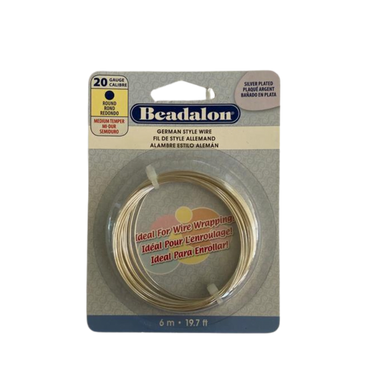 20 GAUGE
CALIBRE
ROUND
ROND
REDONDO
MEDIUM TEMPER
MI-DUR
SEMIDURO
SILVER PLATED
PLAQUÉ ARGENT
BAÑADO EN PLATA
Beadalon
GERMAN STYLE WIRE
FIL DE STYLE ALLEMAND
ALAMBRE ESTILO ALEMÁN
Ideal For Wire Wrapping!
Idéal Pour L'enroulage!
Ideal Para Enrollar!
6 m • 19.7 ft